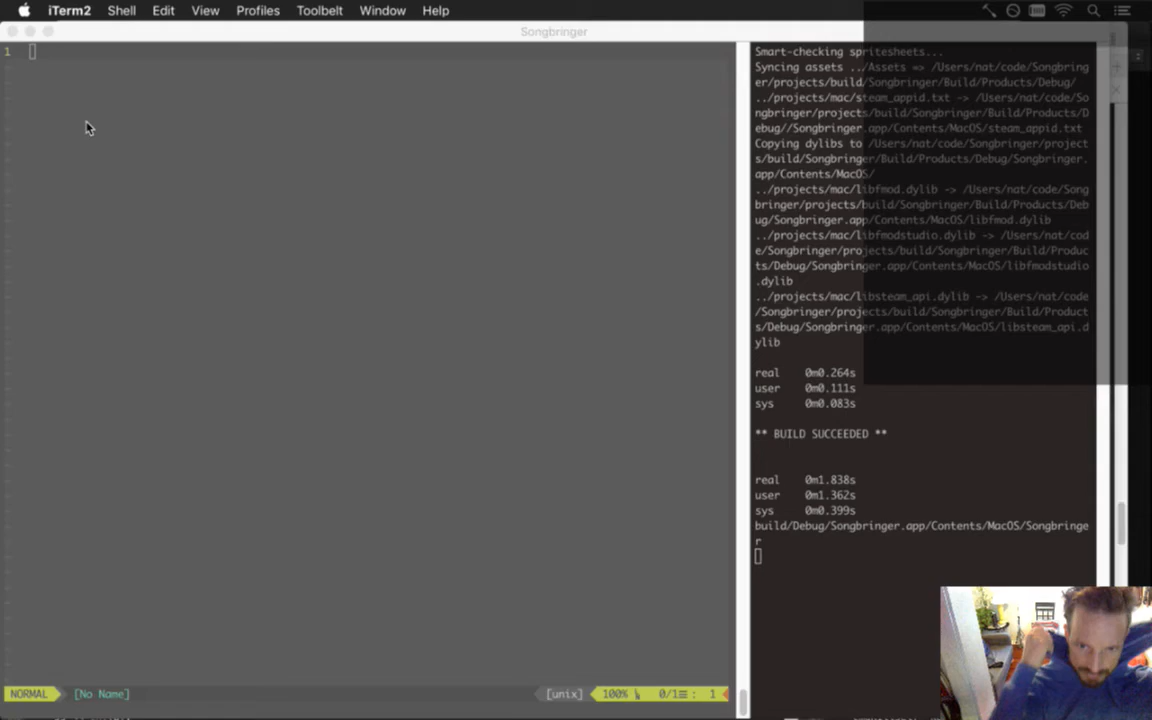 iTerm2 Shell Edit View Profiles Toolbelt Window Help
Songbringer
1
Smart-checking spritesheets...
Syncing assets ../Assets => /Users/nat/code/Songbring
er/projects/build/Songbringer/Build/Products/Debug/
../projects/mac/steam_appid.txt -> /Users/nat/code/So
ngbringer/projects/build/Songbringer/Build/Products/D
ebug//Songbringer.app/Contents/MacOS/steam_appid.txt
Copying dylibs to /Users/nat/code/Songbringer/project
s/build/Songbringer/Build/Products/Debug/Songbringer.
app/Contents/MacOS/
../projects/mac/libfmod.dylib -> /Users/nat/code/Song
bringer/projects/build/Songbringer/Build/Products/Deb
ug/Songbringer.app/Contents/MacOS/libfmod.dylib
../projects/mac/libfmodstudio.dylib -> /Users/nat/cod
e/Songbringer/projects/build/Songbringer/Build/Produc
ts/Debug/Songbringer.app/Contents/MacOS/libfmodstudio
.dylib
../projects/mac/libsteam_api.dylib -> /Users/nat/code
/Songbringer/projects/build/Songbringer/Build/Product
s/Debug/Songbringer.app/Contents/MacOS/libsteam_api.d
ylib
real 0m0.264s
user 0m0.111s
sys 0m0.083s
** BUILD SUCCEEDED **
real 0m1.838s
user 0m1.362s
sys 0m0.399s
build/Debug/Songbringer.app/Contents/MacOS/Songbringe
r
NORMAL [No Name] [unix] 100% 0/1 : 1